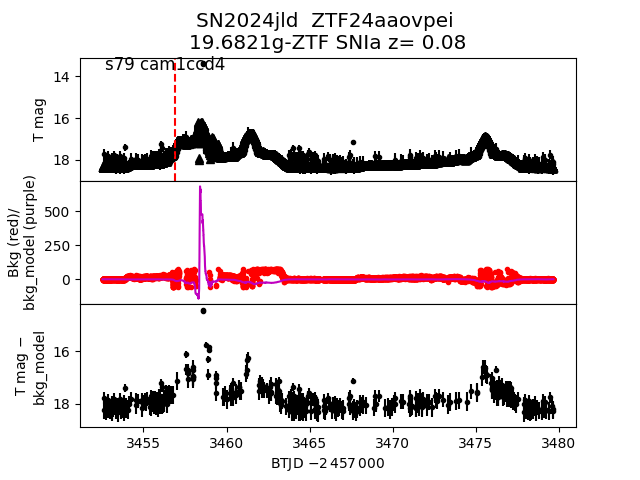 SN2024jld  ZTF24aaovpei
19.6821g-ZTF SNIa z= 0.08
s79 cam1ccd4
T mag
14
16
18
Bkg (red)/
bkg_model (purple)
500
250
0
T mag −
bkg_model
16
18
3455
3460
3465
3470
3475
3480
BTJD −2 457 000